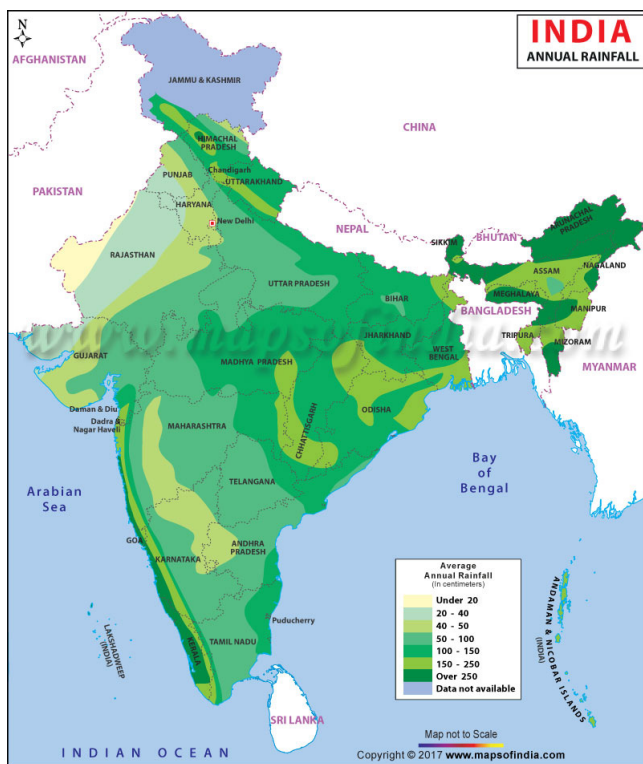 INDIA
ANNUAL RAINFALL
N
AFGHANISTAN
JAMMU & KASHMIR
CHINA
HIMACHAL
PRADESH
PUNJAB
Chandigarh
UTTARAKHAND
PAKISTAN
HARYANA
New Delhi
NEPAL
SIKKIM
BHUTAN
ARUNACHAL
PRADESH
RAJASTHAN
UTTAR PRADESH
ASSAM
NAGALAND
BIHAR
MEGHALAYA
BANGLADESH
MANIPUR
www.mapsofindia.com
JHARKHAND
TRIPURA
MIZORAM
GUJARAT
MADHYA PRADESH
WEST
BENGAL
MYANMAR
CHHATTISGARH
ODISHA
Daman & Diu
Dadra &
Nagar Haveli
MAHARASHTRA
Arabian
Sea
Bay
of
Bengal
TELANGANA
GOA
KARNATAKA
ANDHRA
PRADESH
LAKSHADWEEP
(INDIA)
KERALA
Puducherry
TAMIL NADU
ANDAMAN & NICOBAR ISLANDS
(INDIA)
SRI LANKA
INDIAN OCEAN
Average
Annual Rainfall
(In centimeters)
Under 20
20 - 40
40 - 50
50 - 100
100 - 150
150 - 250
Over 250
Data not available
Map not to Scale
Copyright © 2017 www.mapsofindia.com